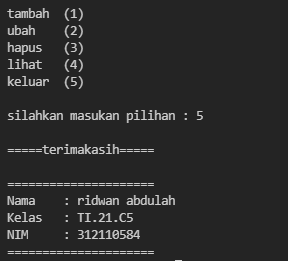 tambah  (1)
ubah    (2)
hapus   (3)
lihat   (4)
keluar  (5)
silahkan masukan pilihan : 5
=====terimakasih=====
=====================
Nama    : ridwan abdulah
Kelas   : TI.21.C5
NIM     : 312110584
=====================